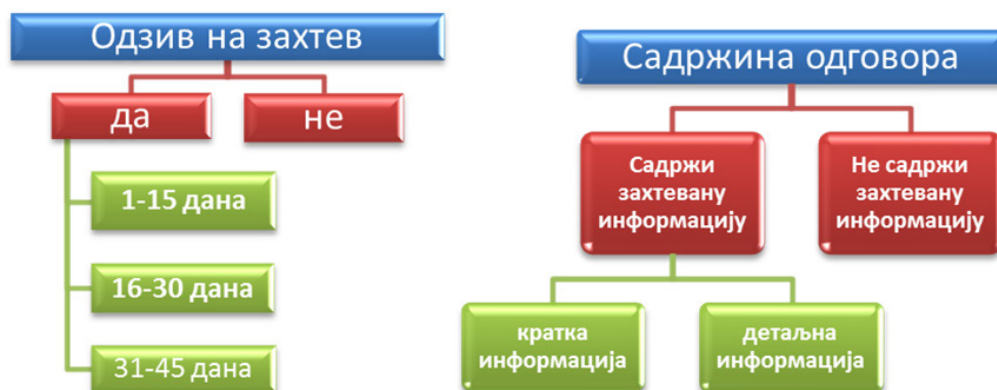 Одзив на захтев
да
не
1-15 дана
16-30 дана
31-45 дана
Садржина одговора
Садржи
захтевану
информацију
Не садржи
захтевану
информацију
кратка
информација
детаљна
информација